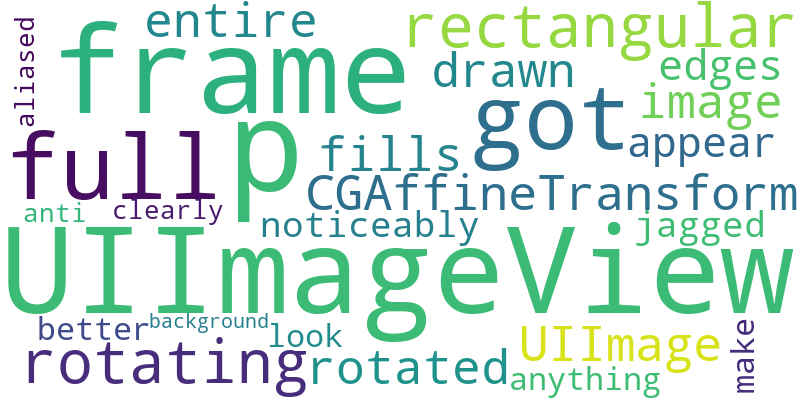 entire
rectangular
aliased
frame
drawn
edges
image
got
appear
full
p
fills
CGAffineTransform
anti
clearly
noticeably
jagged
UIImageView
better
background
look
UIImage
make
rotating
rotated
anything